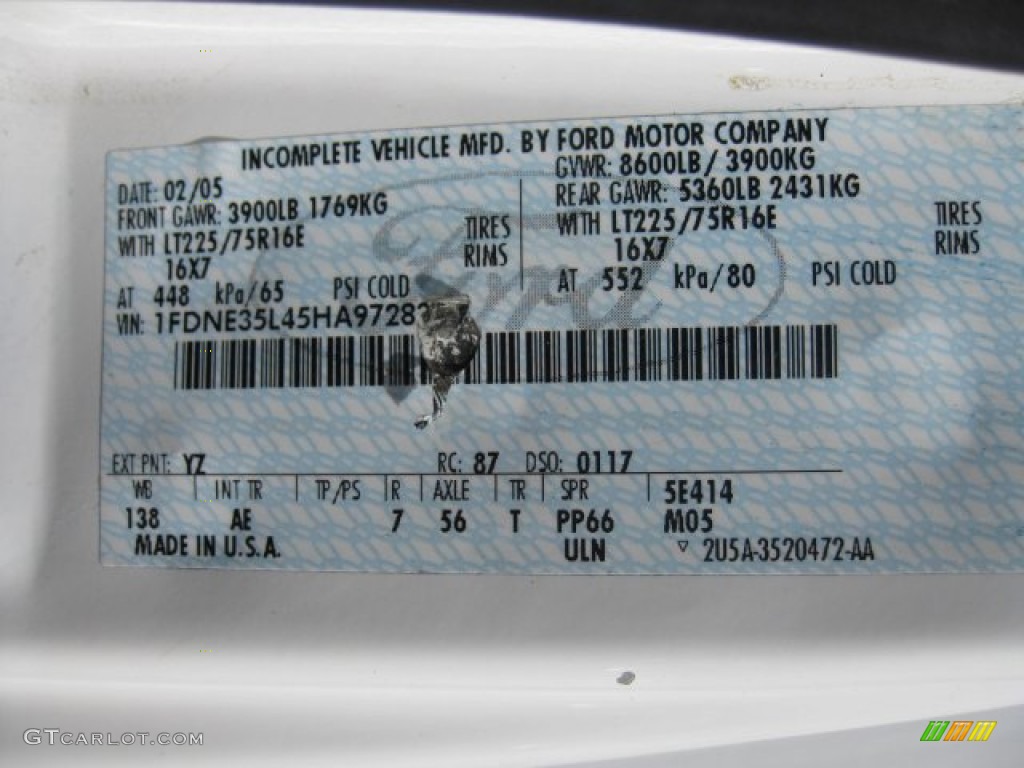 INCOMPLETE VEHICLE MFD. BY FORD MOTOR COMPANY
DATE: 02/05
GVWR: 8600LB / 3900KG
FRONT GAWR: 3900LB 1769KG
REAR GAWR: 5360LB 2431KG
WITH LT225/75R16E TIRES
WITH LT225/75R16E TIRES
16X7 RIMS
16X7 RIMS
AT 448 kPa/65 PSI COLD
AT 552 kPa/80 PSI COLD
VIN: 1FDNE35L45HA9728
Ford
EXT PNT: YZ RC: 87 DSO: 0117
WB INT TR TP/PS R AXLE TR SPR 5E414
138 AE 7 56 T PP66 M05
MADE IN U.S.A. ULN ▽ 2U5A-3520472-AA
GTCARLOT.COM